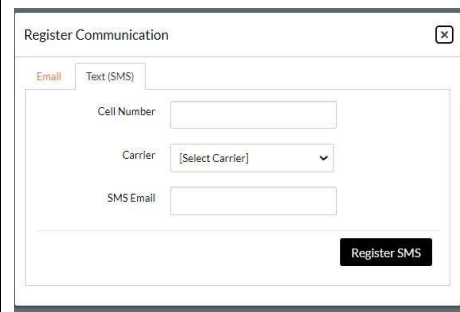 Register Communication
Email Text (SMS)
Cell Number
Carrier [Select Carrier]
SMS Email
Register SMS